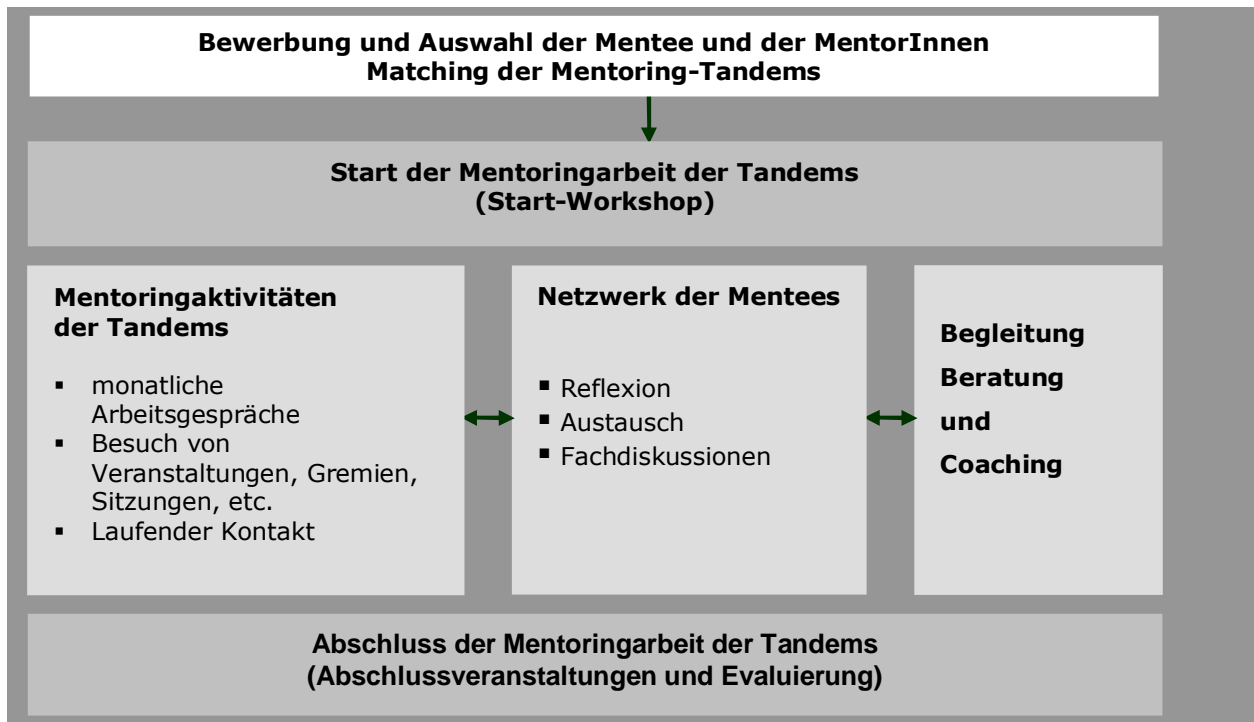 Bewerbung und Auswahl der Mentee und der MentorInnen
Matching der Mentoring-Tandems
Start der Mentoringarbeit der Tandems
(Start-Workshop)
Mentoringaktivitäten
der Tandems
▪ monatliche
Arbeitsgespräche
▪ Besuch von
Veranstaltungen, Gremien,
Sitzungen, etc.
▪ Laufender Kontakt
Netzwerk der Mentees
▪ Reflexion
▪ Austausch
▪ Fachdiskussionen
Begleitung
Beratung
und
Coaching
Abschluss der Mentoringarbeit der Tandems
(Abschlussveranstaltungen und Evaluierung)